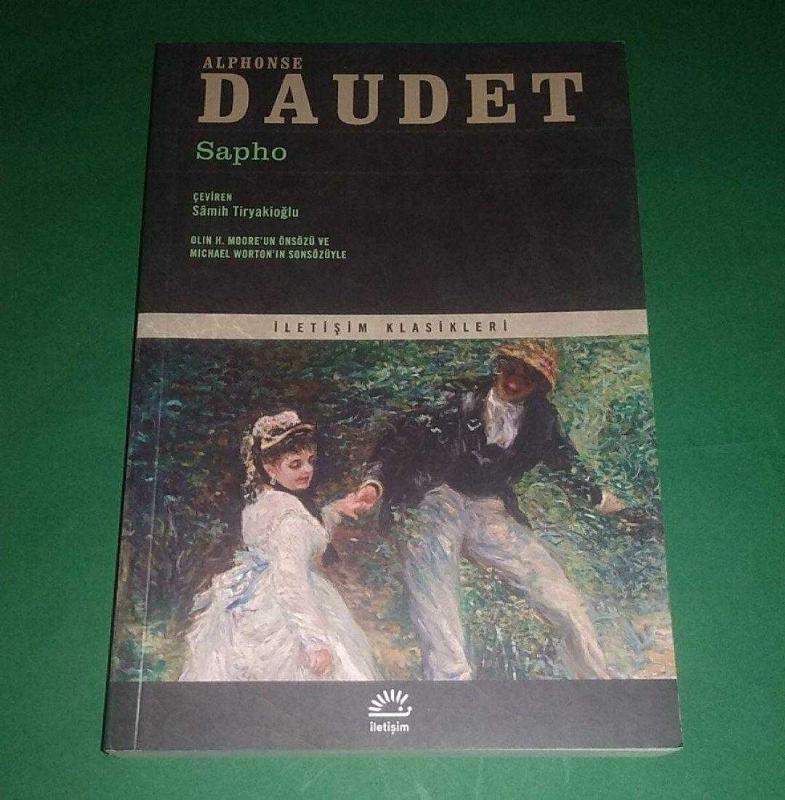 ALPHONSE
DAUDET
Sapho
ÇEVİREN
Sâmih Tiryakioğlu
OLIN H. MOORE'UN ÖNSÖZÜ VE
MICHAEL WORTON'IN SONSÖZÜYLE
İLETİŞİM KLASİKLERİ
iletişim